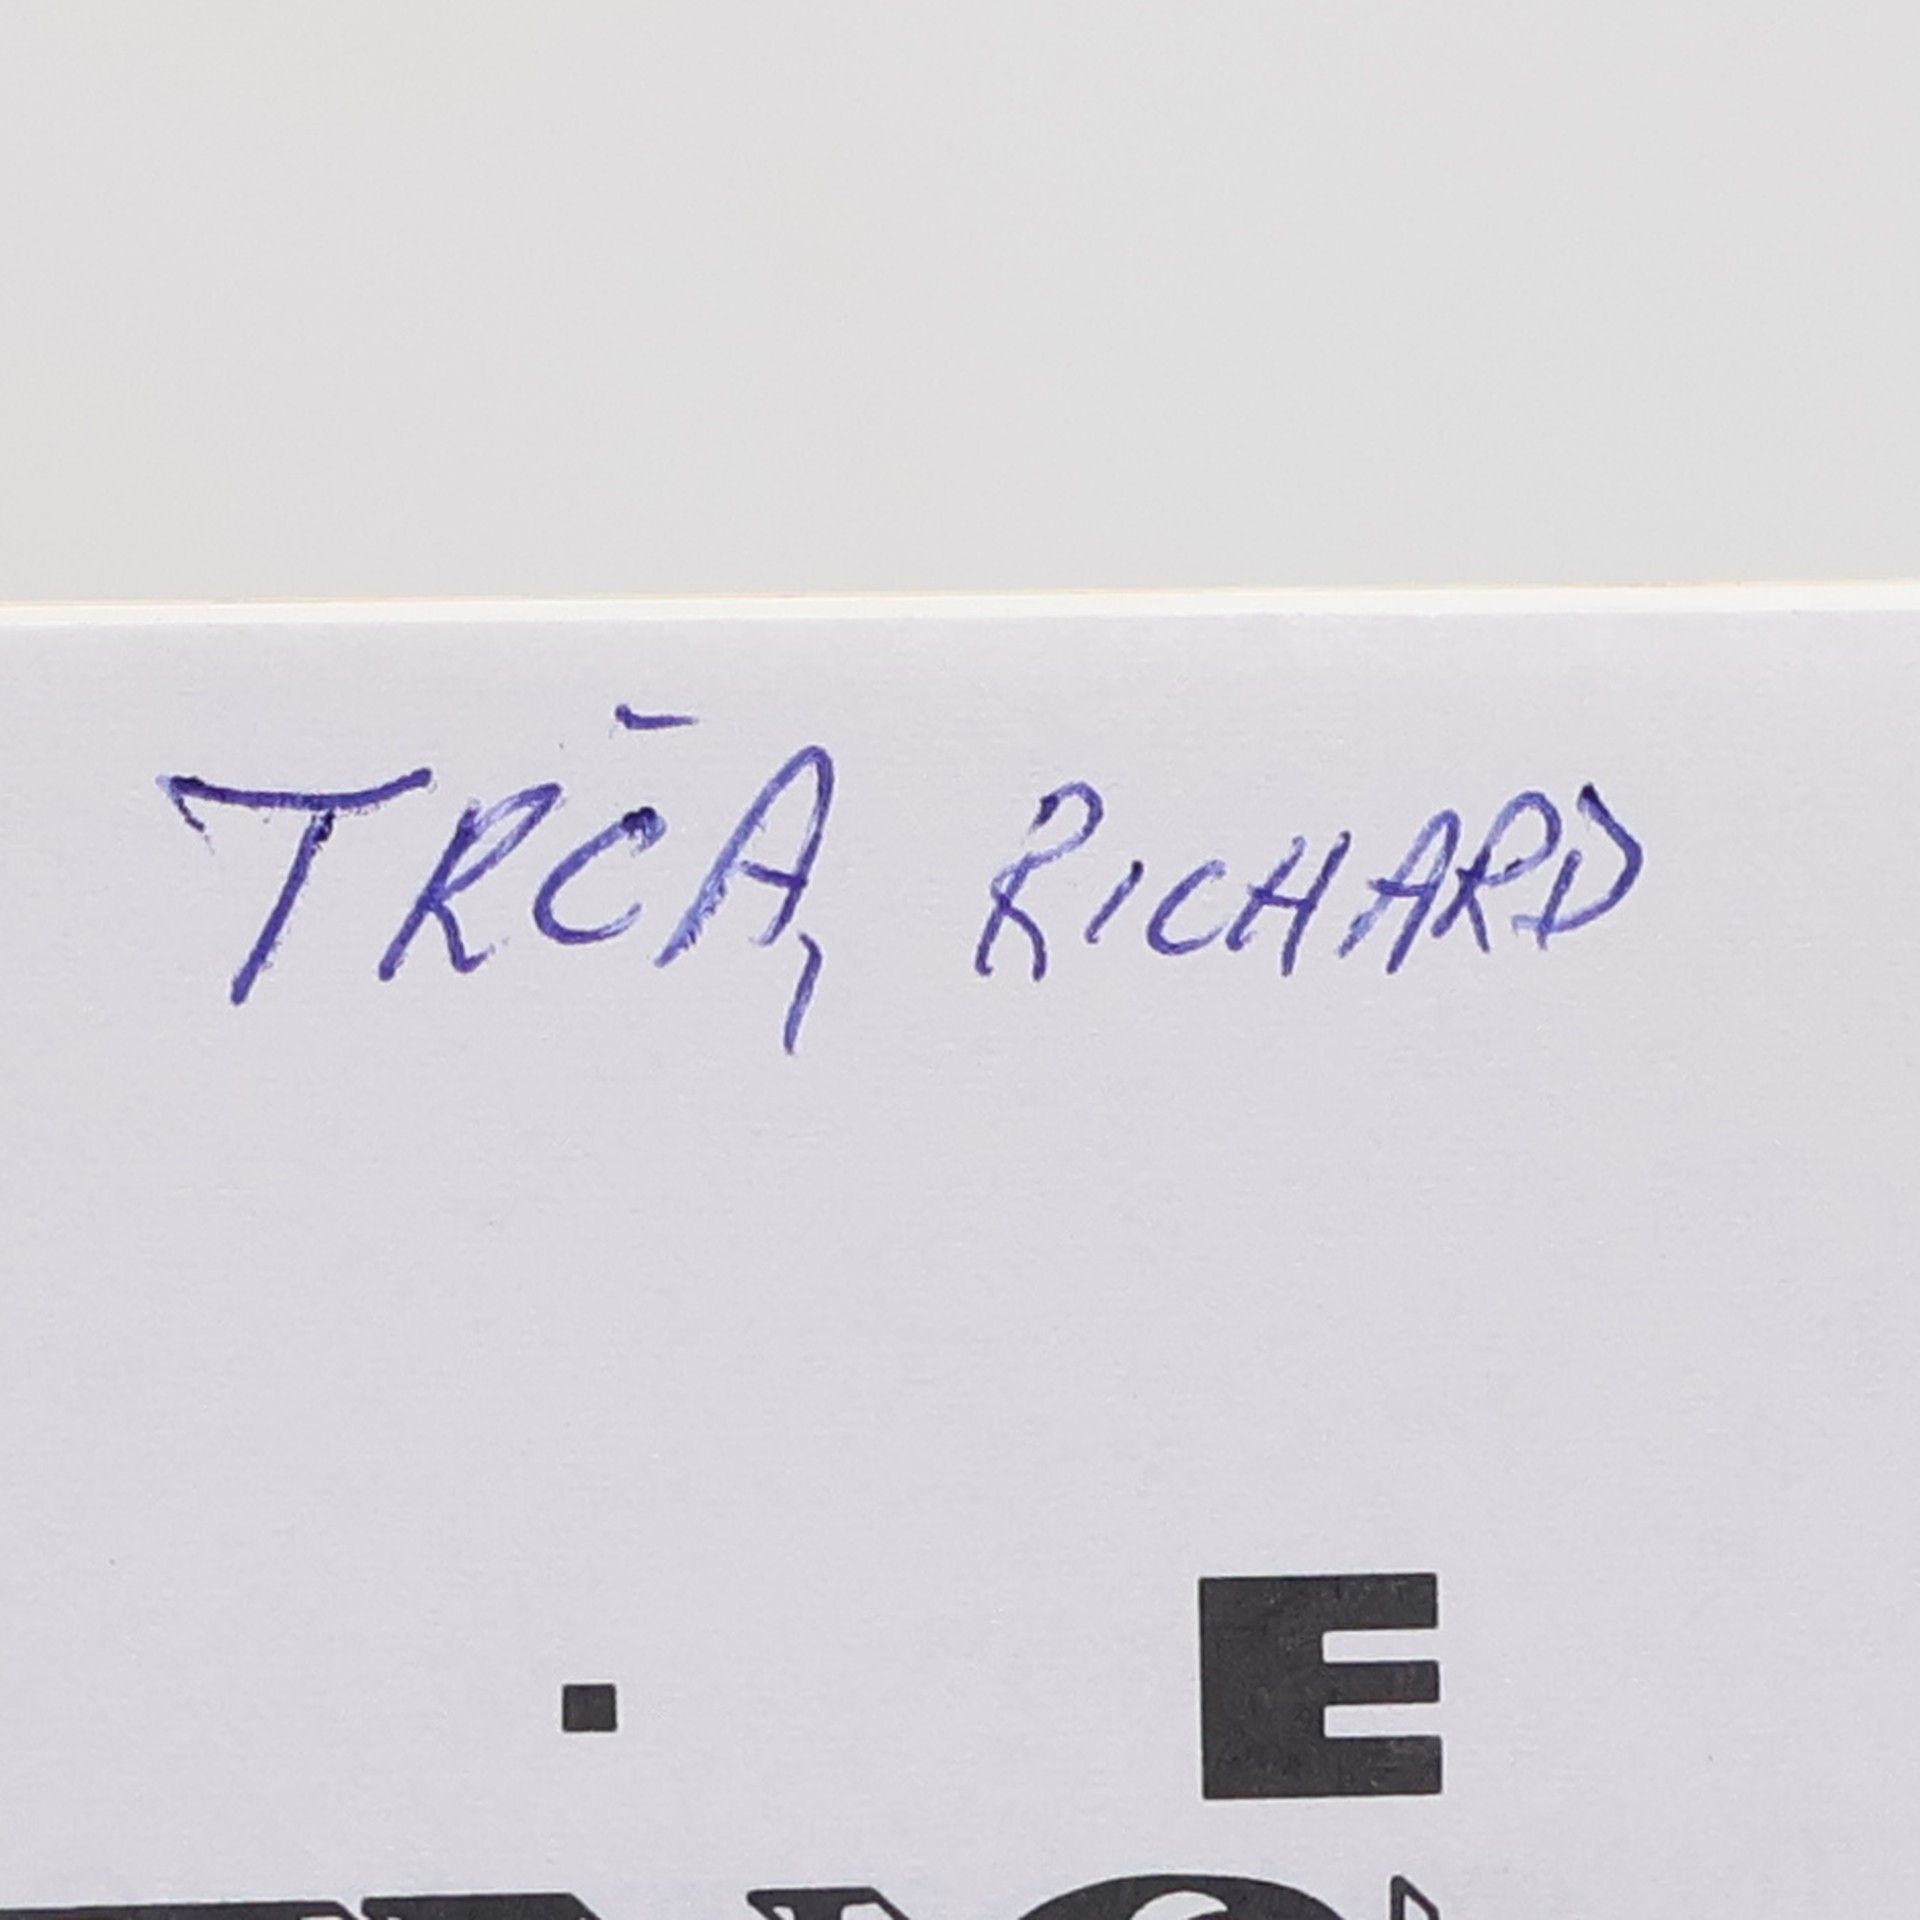 TRČA, RICHARD
. E